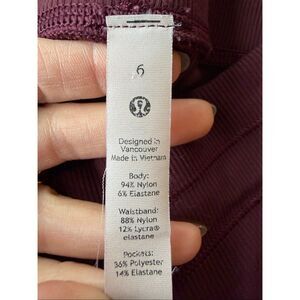 6
Designed in
Vancouver
Made in Vietnam
Body:
94% Nylon
6% Elastane
Waistband:
88% Nylon
12% Lycra®
elastane
Pockets:
36% Polyester
14% Elastane